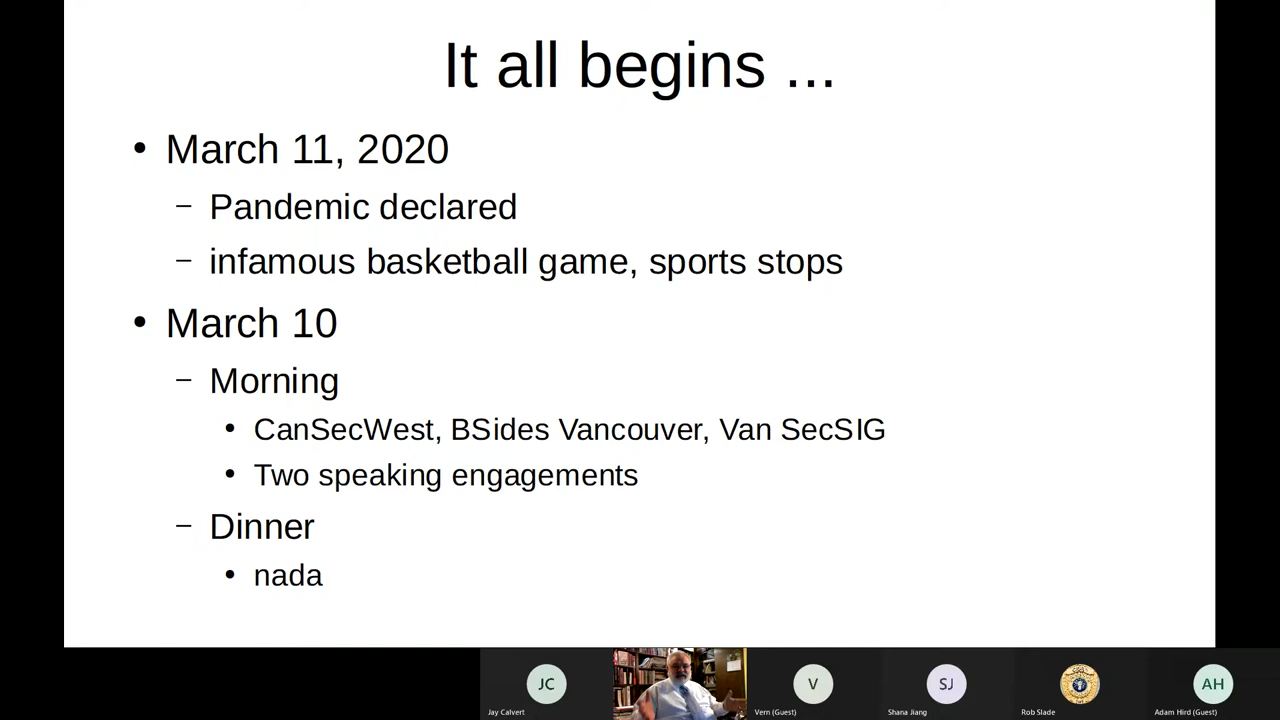 It all begins ...
• March 11, 2020
– Pandemic declared
– infamous basketball game, sports stops
• March 10
– Morning
• CanSecWest, BSides Vancouver, Van SecSIG
• Two speaking engagements
– Dinner
• nada
JC
V
SJ
AH
Jay Calvert
Vern (Guest)
Shana Jiang
Rob Slade
Adam Hird (Guest)